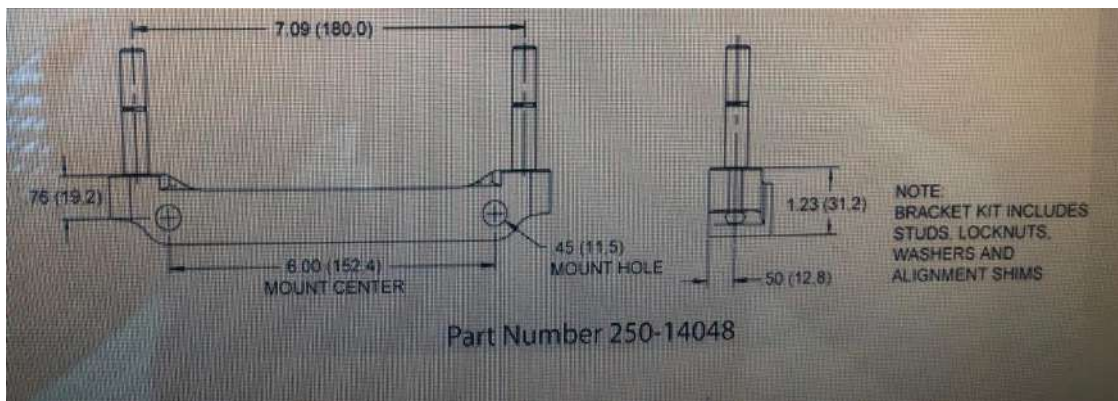 7.09 (180.0)
76 (19.2)
6.00 (152.4)
MOUNT CENTER
.45 (11.5)
MOUNT HOLE
1.23 (31.2)
.50 (12.8)
NOTE:
BRACKET KIT INCLUDES
STUDS, LOCKNUTS,
WASHERS AND
ALIGNMENT SHIMS
Part Number 250-14048